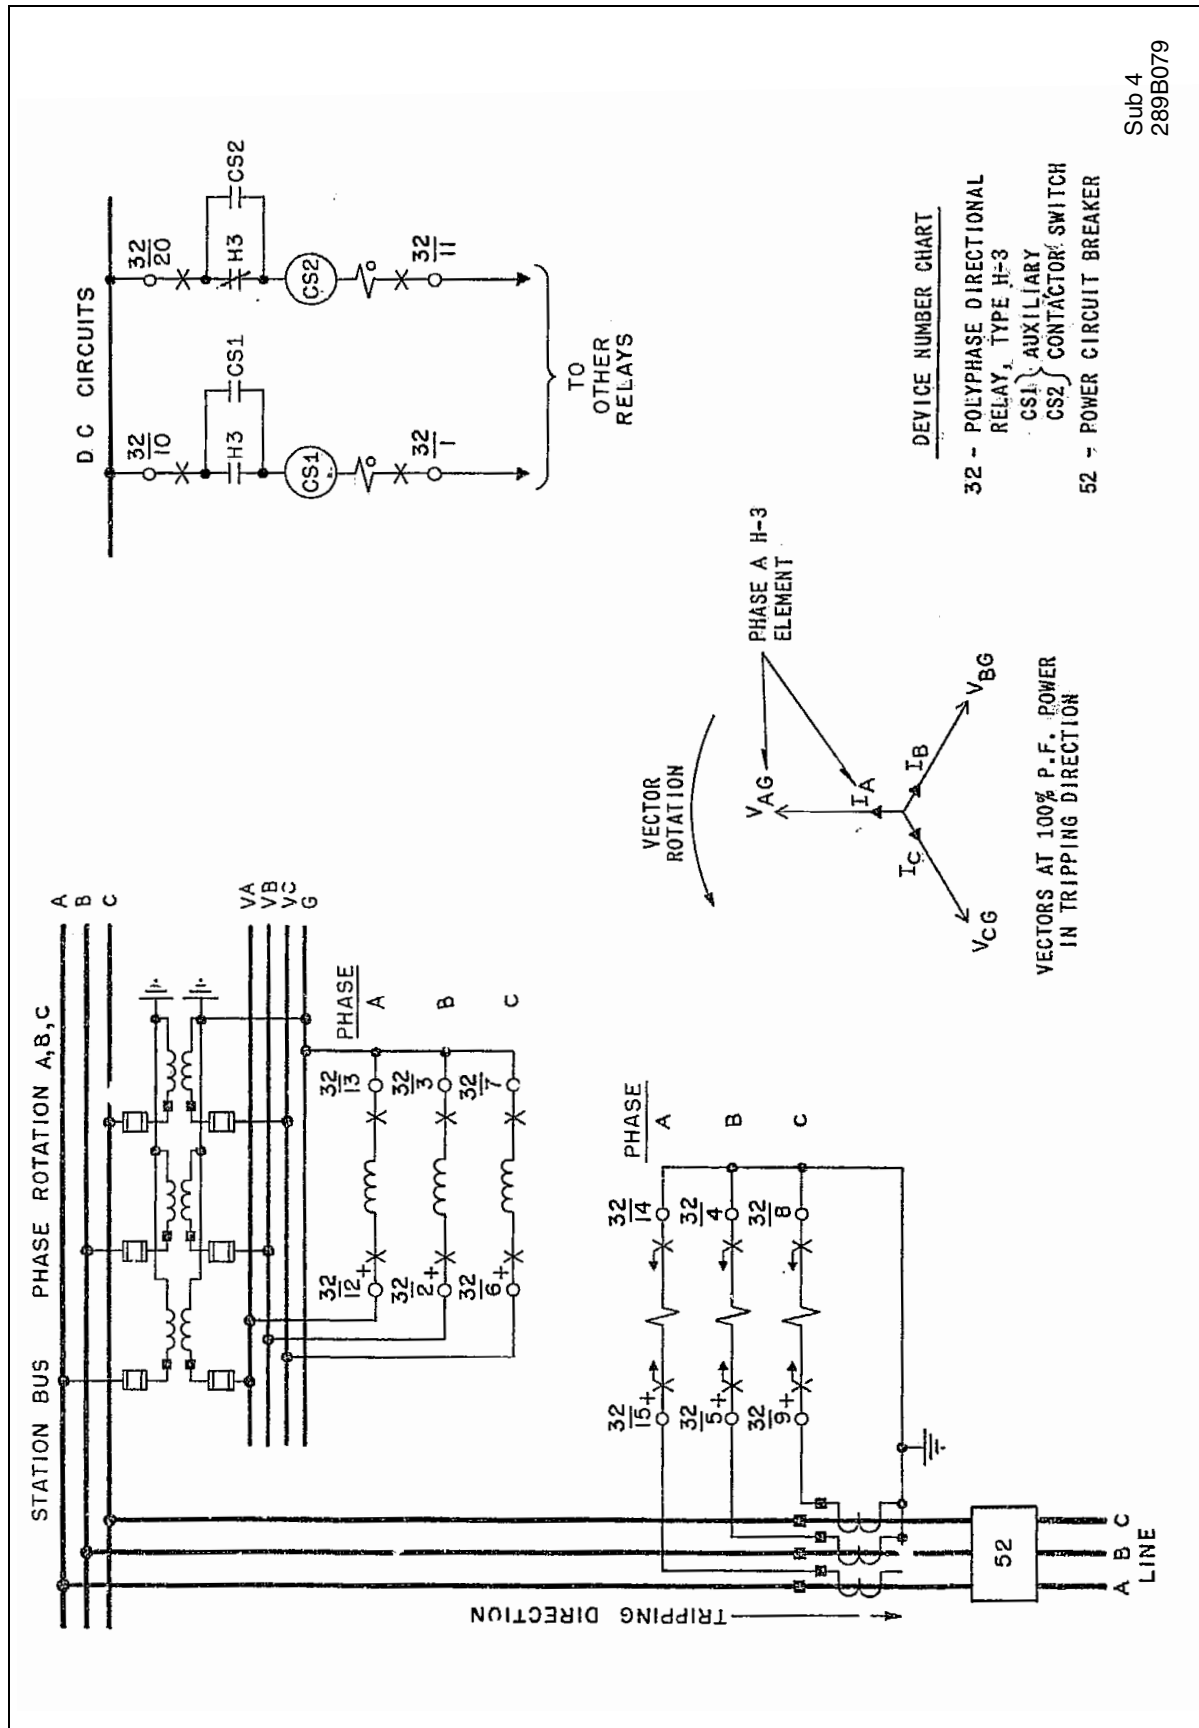 STATION BUS PHASE ROTATION A,B,C
A
B
C
VA
VB
VC
G
PHASE
32
12
+
32
13
A
32
2
+
32
3
B
32
6
+
32
7
C
D C CIRCUITS
32
10
H3
CS1
CS1
32
1
32
20
H3
CS2
CS2
32
11
TO
OTHER
RELAYS
TRIPPING DIRECTION
PHASE
32
15
+
32
14
A
32
5
+
32
4
B
32
9
+
32
8
C
52
A B C
LINE
VECTOR
ROTATION
VAG
IA
IB
IC
VBG
VCG
PHASE A H-3
ELEMENT
VECTORS AT 100% P.F. POWER
IN TRIPPING DIRECTION
DEVICE NUMBER CHART
32 - POLYPHASE DIRECTIONAL
RELAY, TYPE H-3
CS1 } AUXILIARY
CS2 } CONTACTOR SWITCH
52 - POWER CIRCUIT BREAKER
Sub 4
289B079